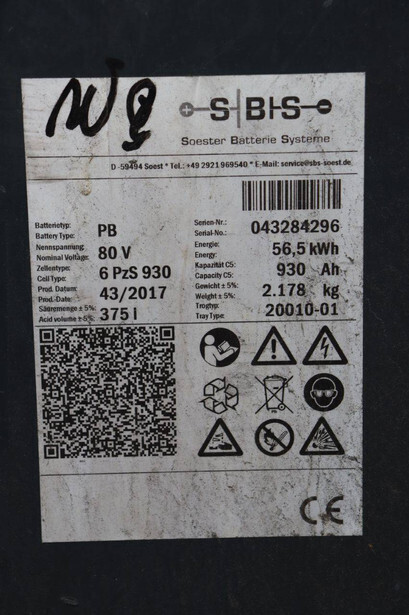 S|B|S
Soester Batterie Systeme
D -59494 Soest * Tel.: +49 2921 969540 * E-Mail: service@sbs-soest.de
Batterietyp:
Battery Type: PB
Nennspannung:
Nominal Voltage: 80 V
Zellentyp:
Cell Type: 6 PzS 930
Prod. Datum:
Prod.-Date: 43/2017
Säuremenge ± 5%:
Acid volume ± 5%: 375 l
Serien-Nr.:
Serial-No.: 043284296
Energie:
Energy: 56,5 kWh
Kapazität C5:
Capacity C5: 930 Ah
Gewicht ± 5%:
Weight ± 5%: 2.178 kg
Trogtyp:
Tray Type: 20010-01
CE